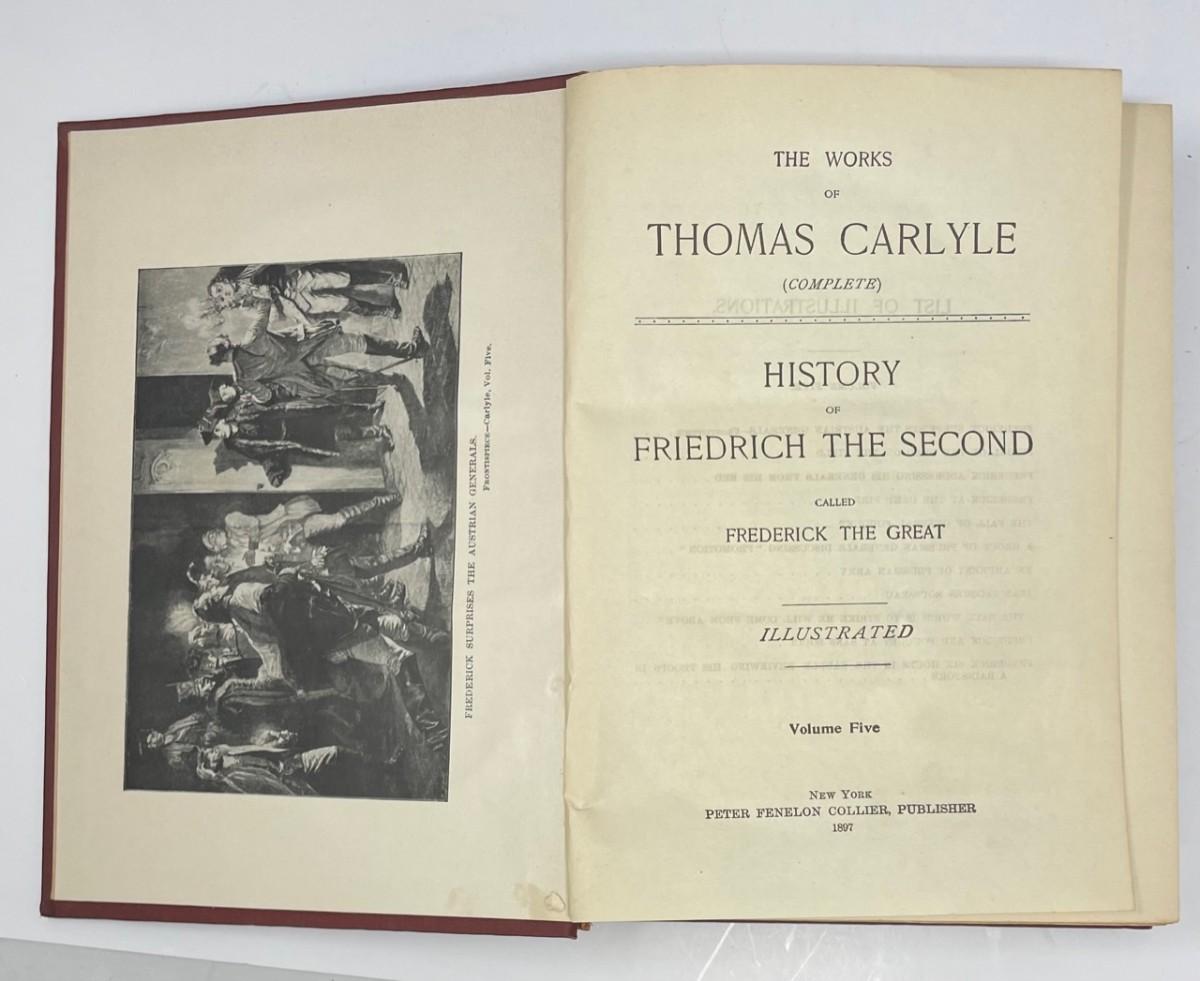 FREDERICK SURPRISES THE AUSTRIAN GENERALS.
FRONTISPIECE—Carlyle, Vol. Five.
THE WORKS
OF
THOMAS CARLYLE
(COMPLETE)
HISTORY
OF
FRIEDRICH THE SECOND
CALLED
FREDERICK THE GREAT
ILLUSTRATED
Volume Five
NEW YORK
PETER FENELON COLLIER, PUBLISHER
1897